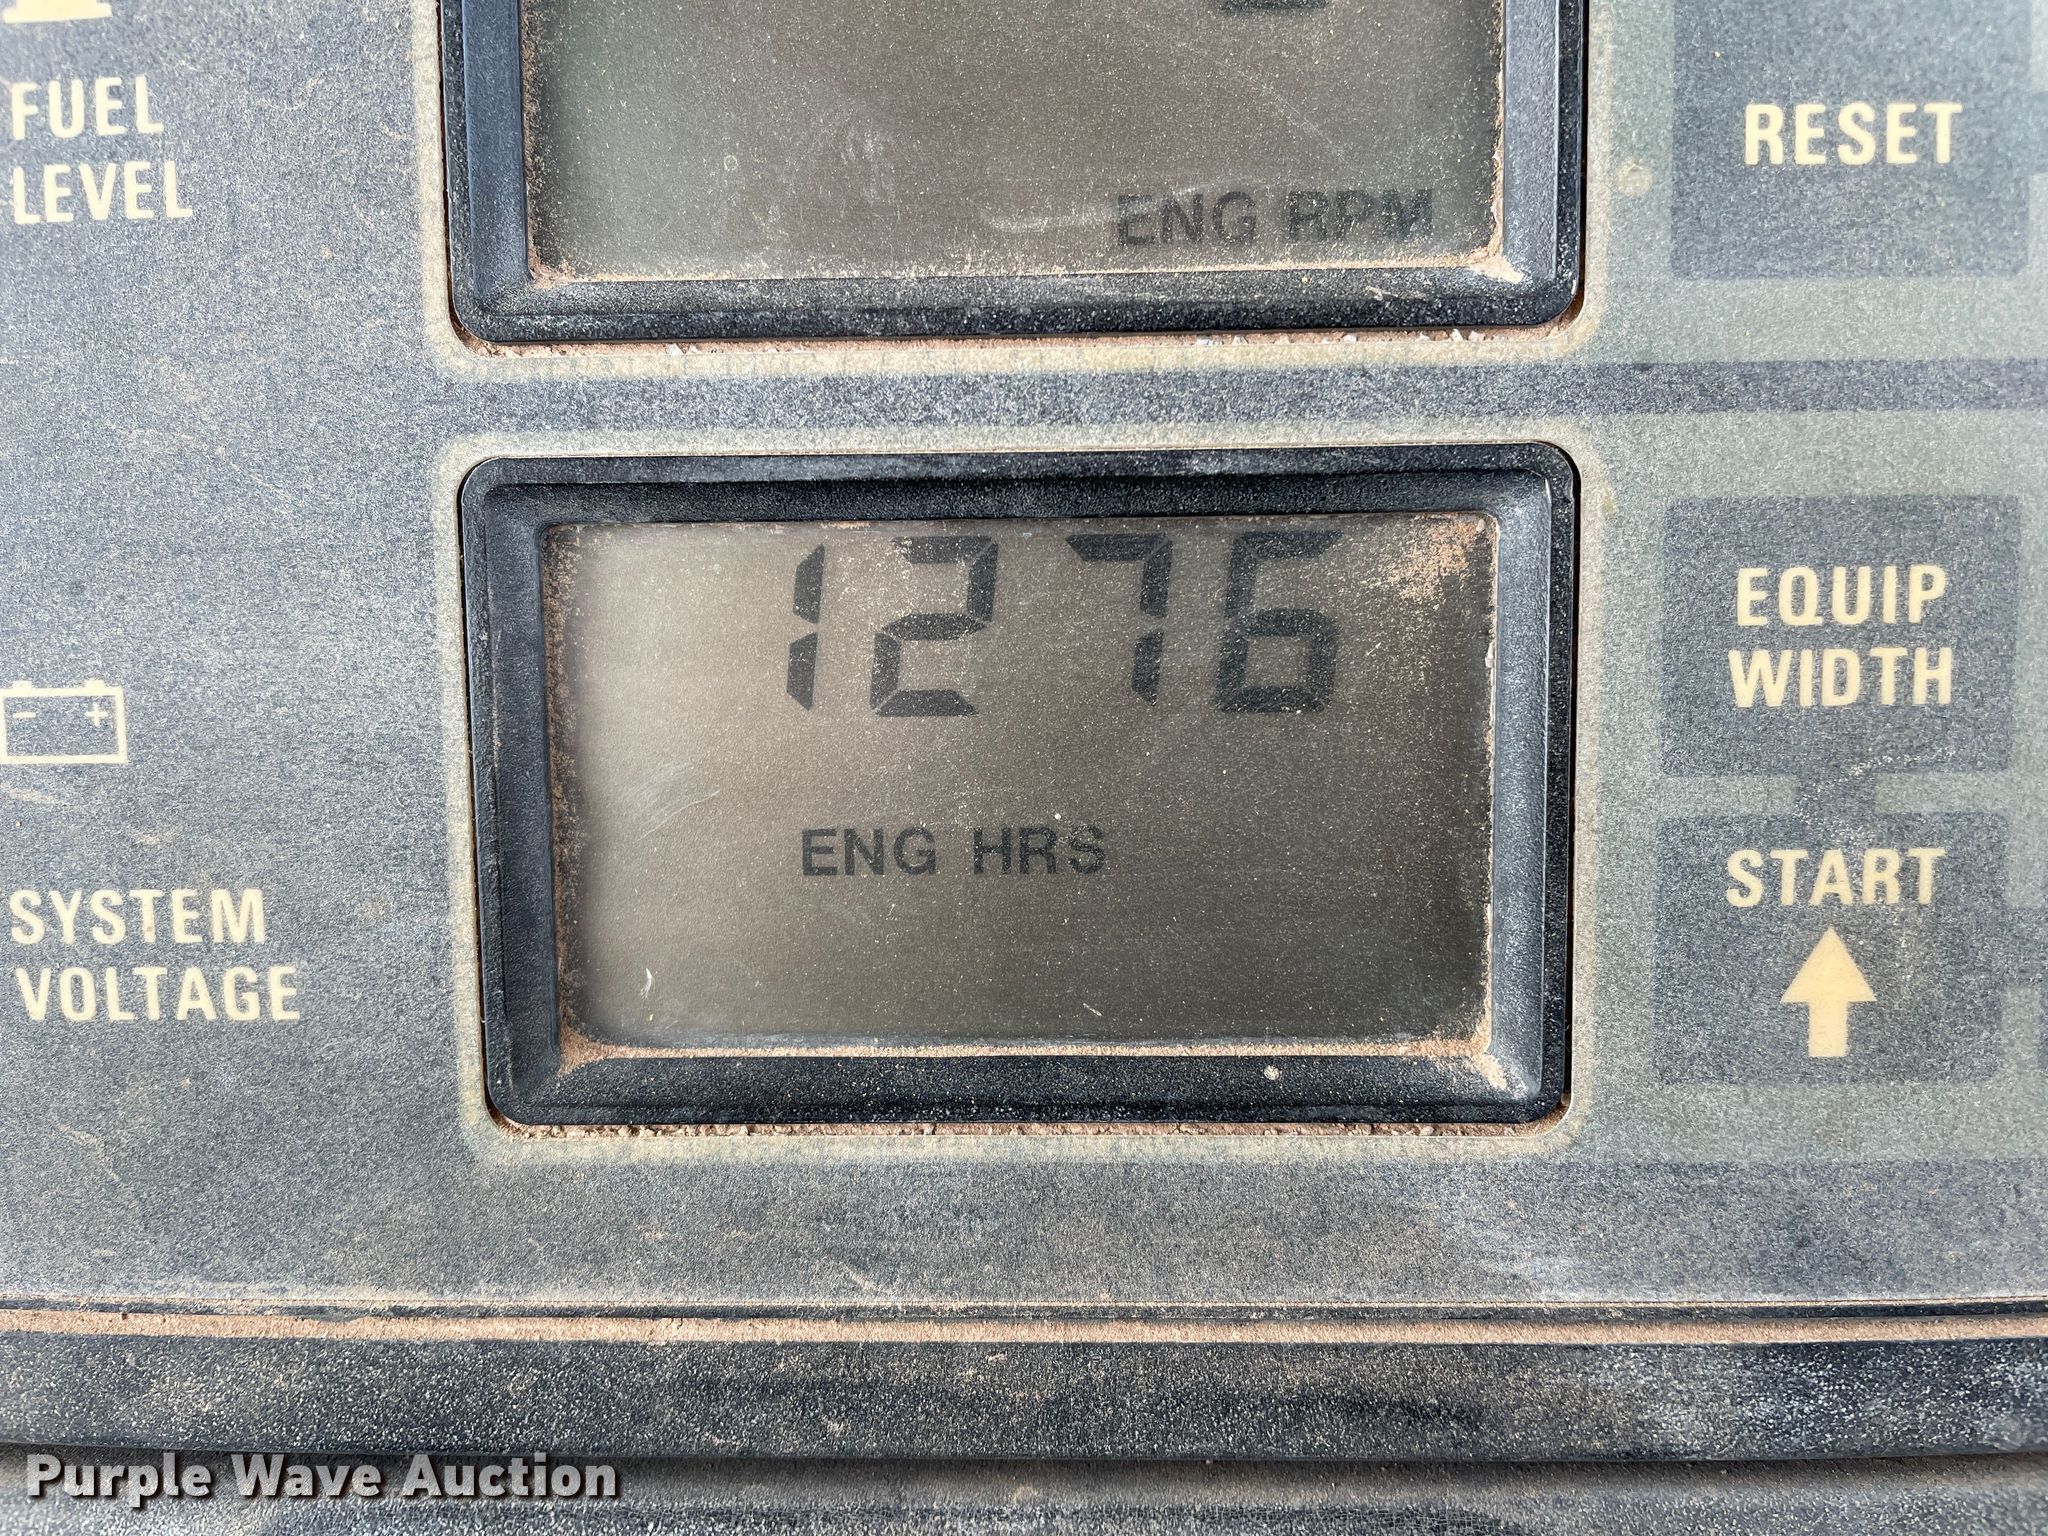 FUEL
LEVEL
ENG RPM
RESET
1276
ENG HRS
EQUIP
WIDTH
- +
SYSTEM
VOLTAGE
START
Purple Wave Auction